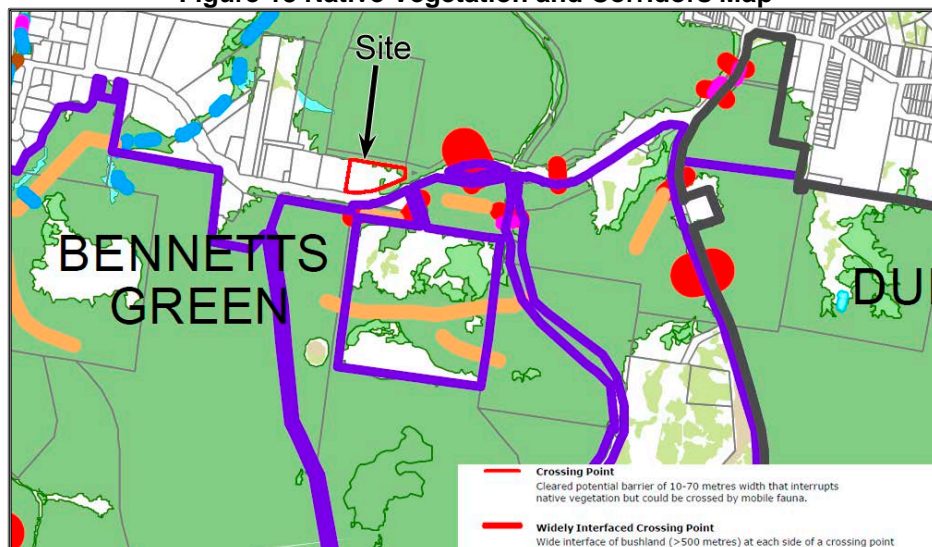 Figure 13 Native Vegetation and Corridors Map
Site
BENNETTS
GREEN
DU
Crossing Point
Cleared potential barrier of 10-70 metres width that interrupts
native vegetation but could be crossed by mobile fauna.
Widely Interfaced Crossing Point
Wide interface of bushland (>500 metres) at each side of a crossing point